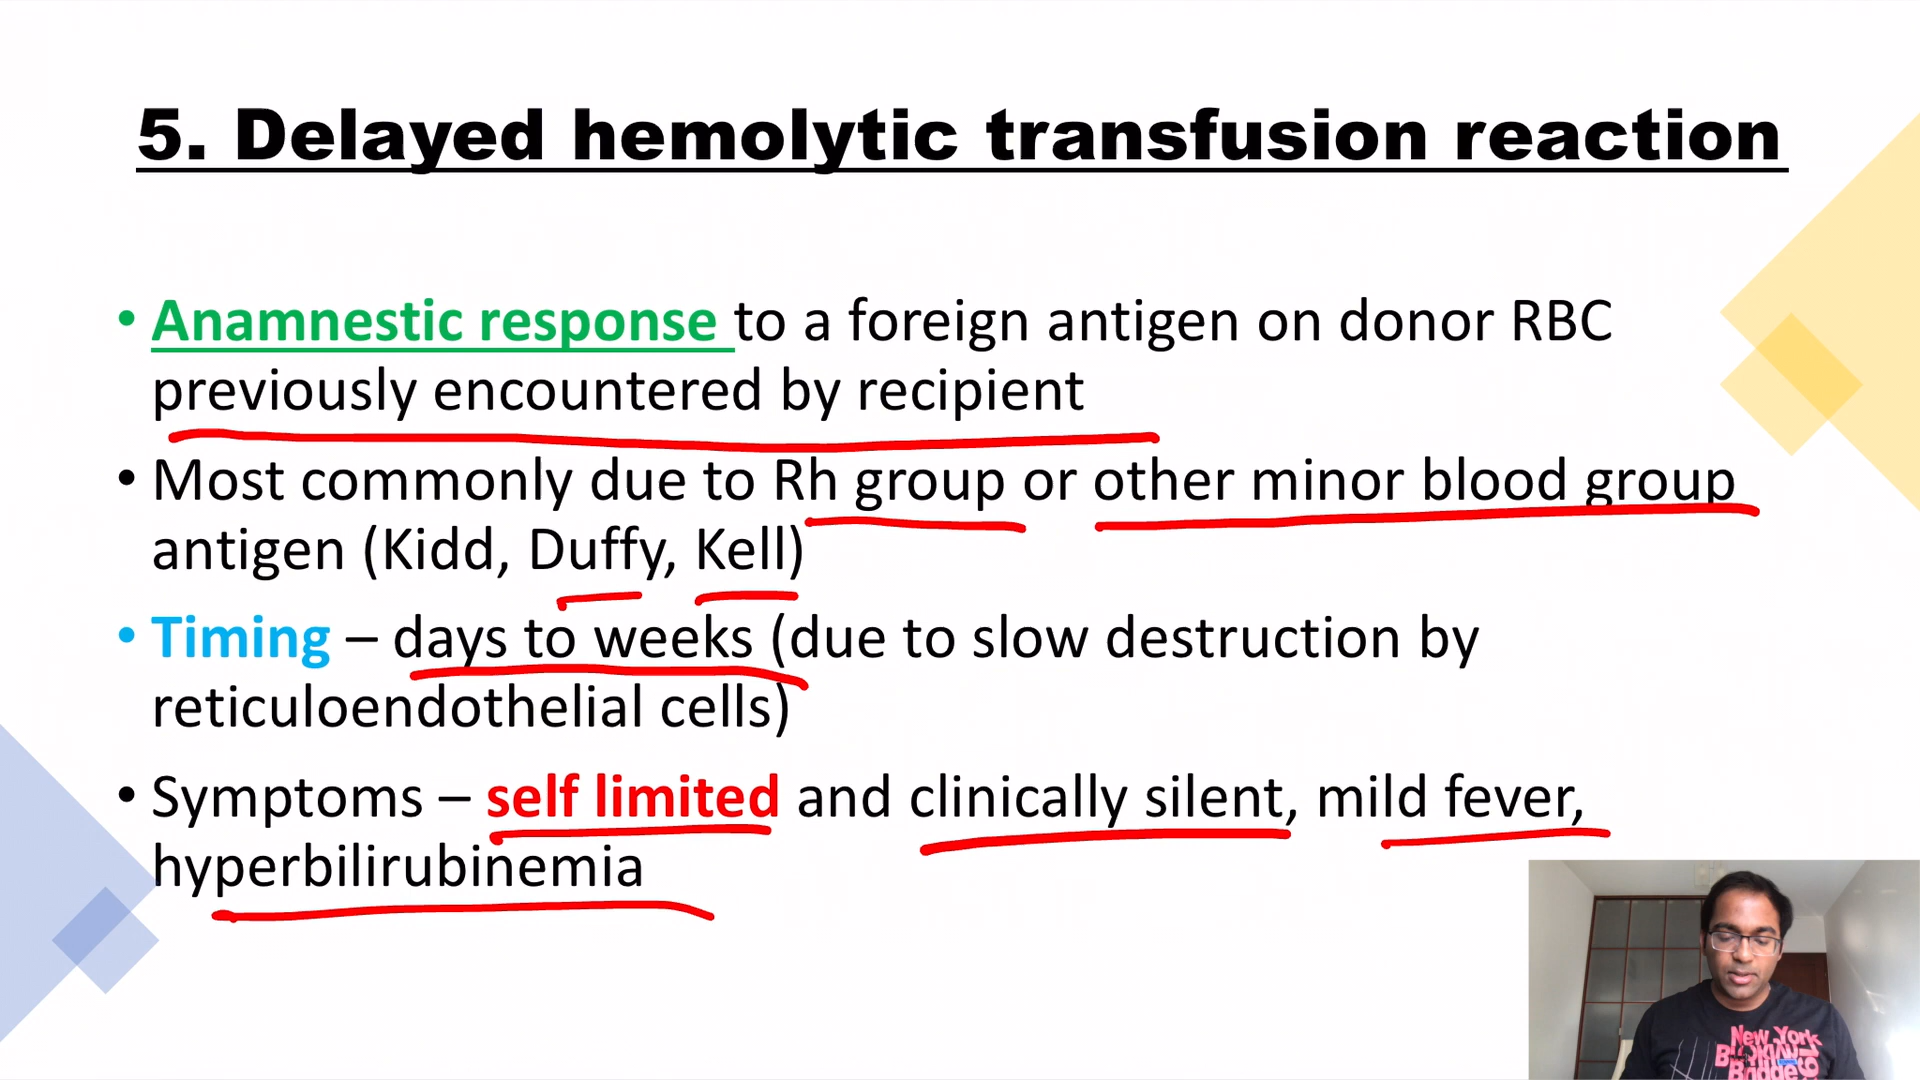 5. Delayed hemolytic transfusion reaction
• Anamnestic response to a foreign antigen on donor RBC
previously encountered by recipient
• Most commonly due to Rh group or other minor blood group
antigen (Kidd, Duffy, Kell)
• Timing – days to weeks (due to slow destruction by
reticuloendothelial cells)
• Symptoms – self limited and clinically silent, mild fever,
hyperbilirubinemia
New York
Bridge